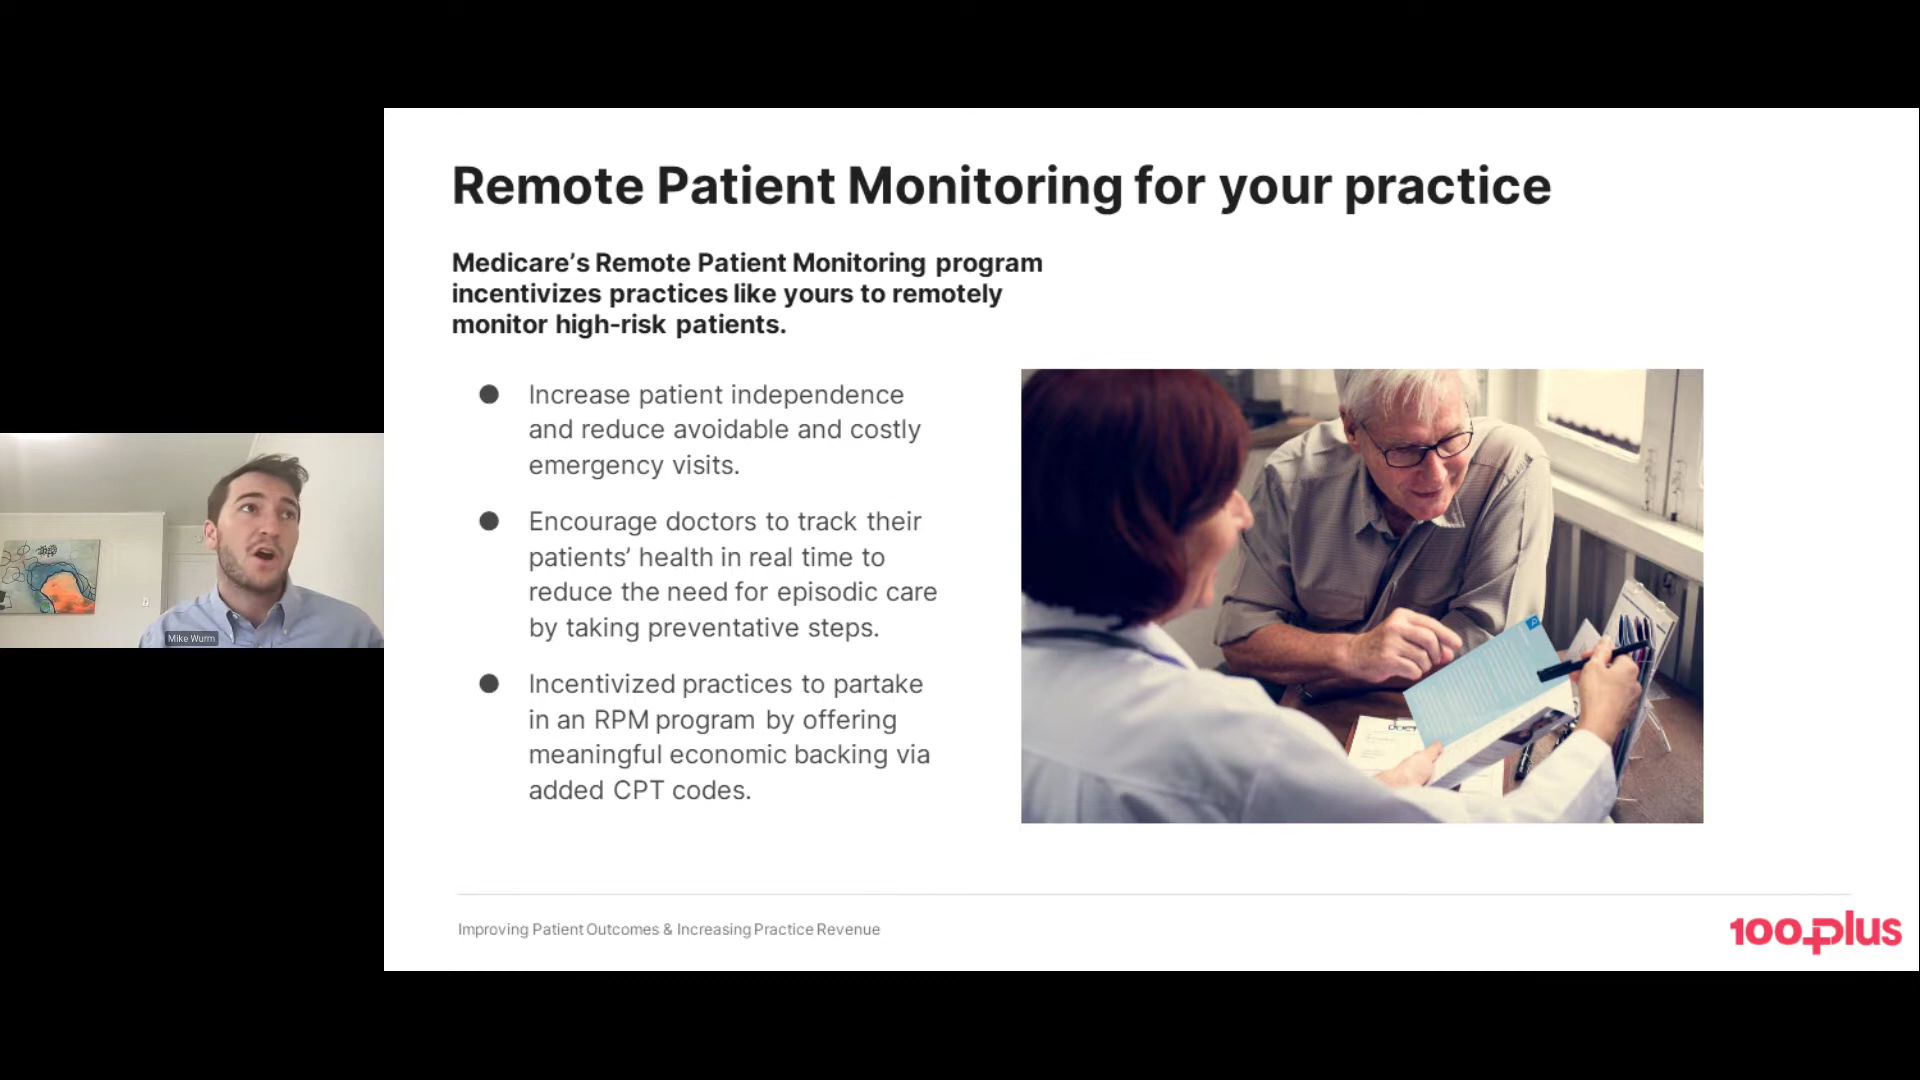 Remote Patient Monitoring for your practice
Medicare’s Remote Patient Monitoring program
incentivizes practices like yours to remotely
monitor high-risk patients.
● Increase patient independence
and reduce avoidable and costly
emergency visits.
● Encourage doctors to track their
patients’ health in real time to
reduce the need for episodic care
by taking preventative steps.
● Incentivized practices to partake
in an RPM program by offering
meaningful economic backing via
added CPT codes.
Mike Wurm
Improving Patient Outcomes & Increasing Practice Revenue
100plus